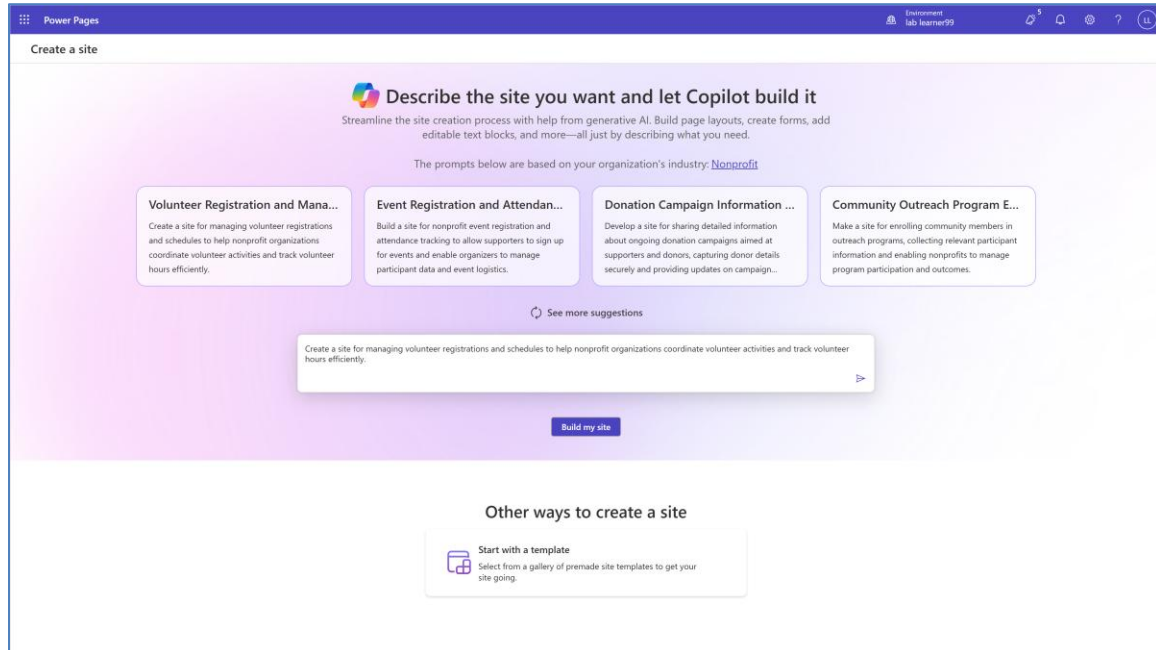 Power Pages
Environment
lab learner99
5
?
LL
Create a site
Describe the site you want and let Copilot build it
Streamline the site creation process with help from generative AI. Build page layouts, create forms, add
editable text blocks, and more—all just by describing what you need.
The prompts below are based on your organization's industry: Nonprofit
Volunteer Registration and Mana...
Create a site for managing volunteer registrations
and schedules to help nonprofit organizations
coordinate volunteer activities and track volunteer
hours efficiently.
Event Registration and Attendan...
Build a site for nonprofit event registration and
attendance tracking to allow supporters to sign up
for events and enable organizers to manage
participant data and event logistics.
Donation Campaign Information ...
Develop a site for sharing detailed information
about ongoing donation campaigns aimed at
supporters and donors, capturing donor details
securely and providing updates on campaign...
Community Outreach Program E...
Make a site for enrolling community members in
outreach programs, collecting relevant participant
information and enabling nonprofits to manage
program participation and outcomes.
See more suggestions
Create a site for managing volunteer registrations and schedules to help nonprofit organizations coordinate volunteer activities and track volunteer
hours efficiently.
Build my site
Other ways to create a site
Start with a template
Select from a gallery of premade site templates to get your
site going.